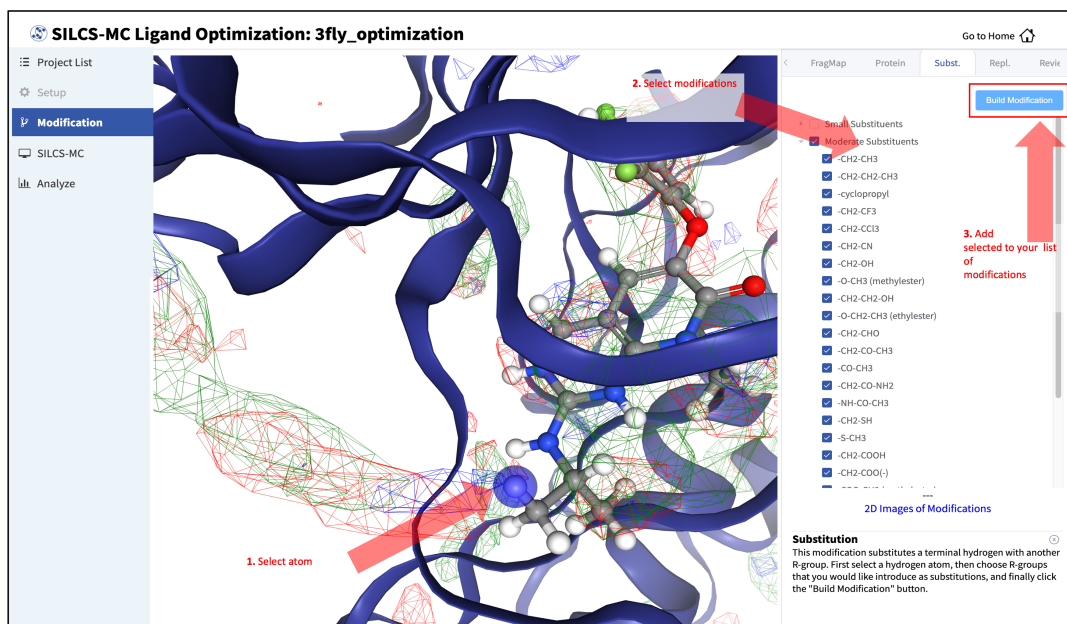 SILCS-MC Ligand Optimization: 3fly_optimization
Go to Home
Project List
Setup
Modification
SILCS-MC
Analyze
FragMap Protein Subst. Repl. Revie
Build Modification
2. Select modifications
Small Substituents
Moderate Substituents
-CH2-CH3
-CH2-CH2-CH3
-cyclopropyl
-CH2-CF3
-CH2-CCl3
-CH2-CN
-CH2-OH
-O-CH3 (methylester)
-CH2-CH2-OH
-O-CH2-CH3 (ethylester)
-CH2-CHO
-CH2-CO-CH3
-CO-CH3
-CH2-CO-NH2
-NH-CO-CH3
-CH2-SH
-S-CH3
-CH2-COOH
-CH2-COO(-)
3. Add
selected to your list
of
modifications
1. Select atom
2D Images of Modifications
Substitution
This modification substitutes a terminal hydrogen with another
R-group. First select a hydrogen atom, then choose R-groups
that you would like introduce as substitutions, and finally click
the "Build Modification" button.